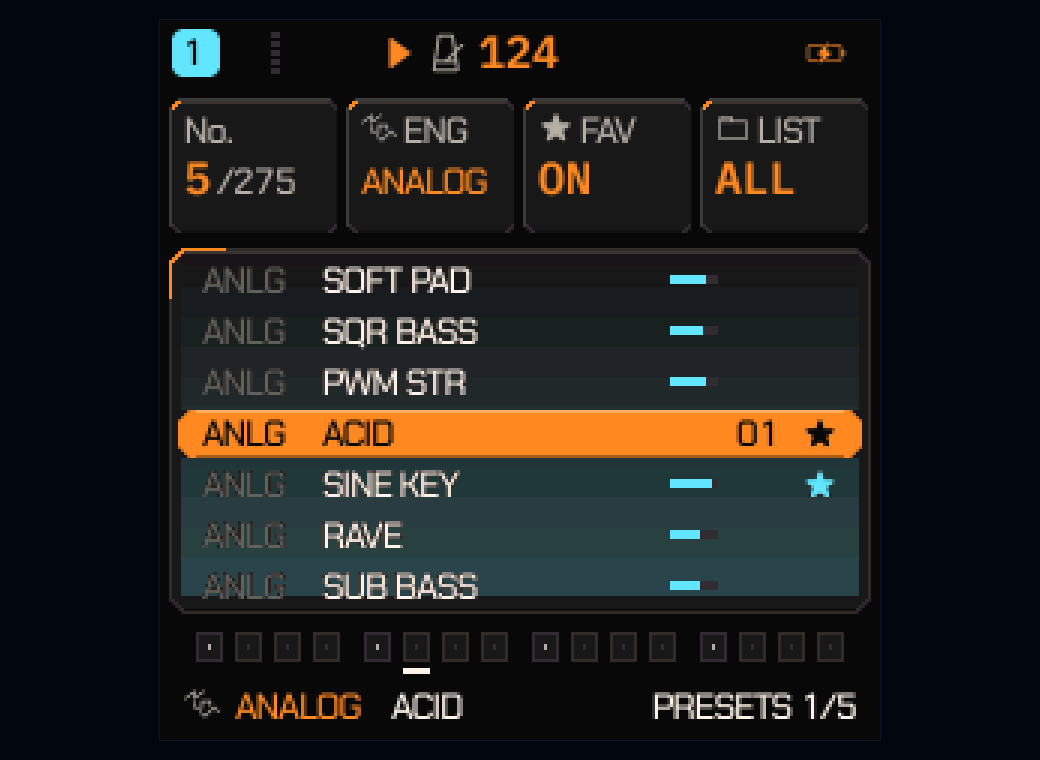 1 124
No. ENG FAV LIST
5/275 ANALOG ON ALL
ANLG SOFT PAD
ANLG SQR BASS
ANLG PWM STR
ANLG ACID 01
ANLG SINE KEY
ANLG RAVE
ANLG SUB BASS
ANALOG ACID PRESETS 1/5